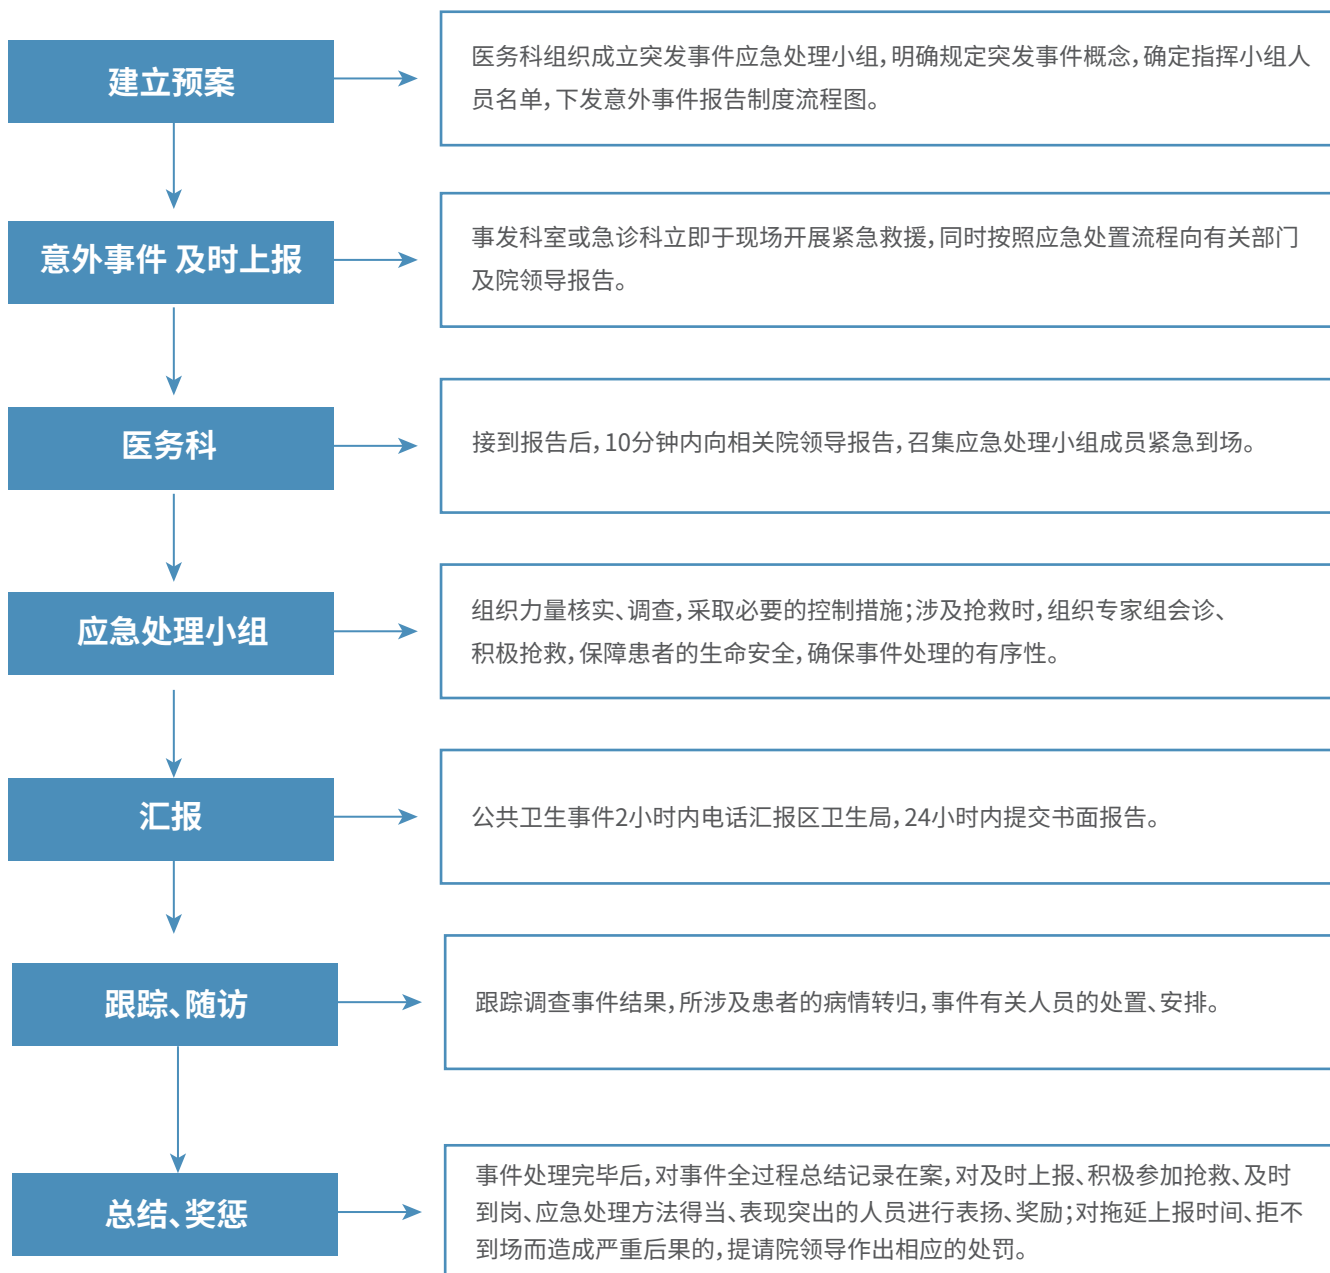 建立预案
医务科组织成立突发事件应急处理小组,明确规定突发事件概念,确定指挥小组人
员名单,下发意外事件报告制度流程图。
意外事件 及时上报
事发科室或急诊科立即于现场开展紧急救援,同时按照应急处置流程向有关部门
及院领导报告。
医务科
接到报告后,10分钟内向相关院领导报告,召集应急处理小组成员紧急到场。
应急处理小组
组织力量核实、调查,采取必要的控制措施;涉及抢救时,组织专家组会诊、
积极抢救,保障患者的生命安全,确保事件处理的有序性。
汇报
公共卫生事件2小时内电话汇报区卫生局,24小时内提交书面报告。
跟踪、随访
跟踪调查事件结果,所涉及患者的病情转归,事件有关人员的处置、安排。
总结、奖惩
事件处理完毕后,对事件全过程总结记录在案,对及时上报、积极参加抢救、及时
到岗、应急处理方法得当、表现突出的人员进行表扬、奖励;对拖延上报时间、拒不
到场而造成严重后果的,提请院领导作出相应的处罚。